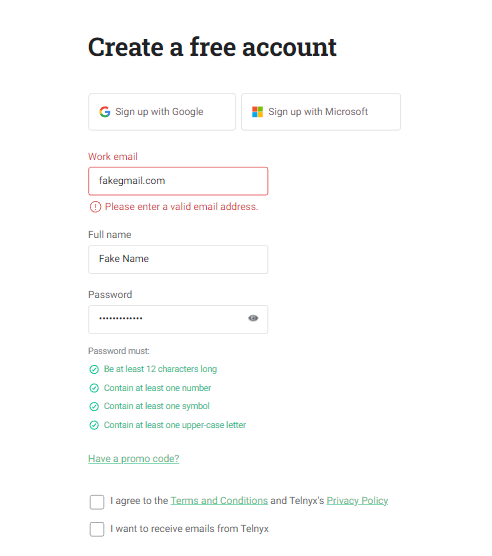 Create a free account
Sign up with Google
Sign up with Microsoft
Work email
fakegmail.com
Please enter a valid email address.
Full name
Fake Name
Password
•••••••••••••
Password must:
Be at least 12 characters long
Contain at least one number
Contain at least one symbol
Contain at least one upper-case letter
Have a promo code?
I agree to the Terms and Conditions and Telnyx's Privacy Policy
I want to receive emails from Telnyx